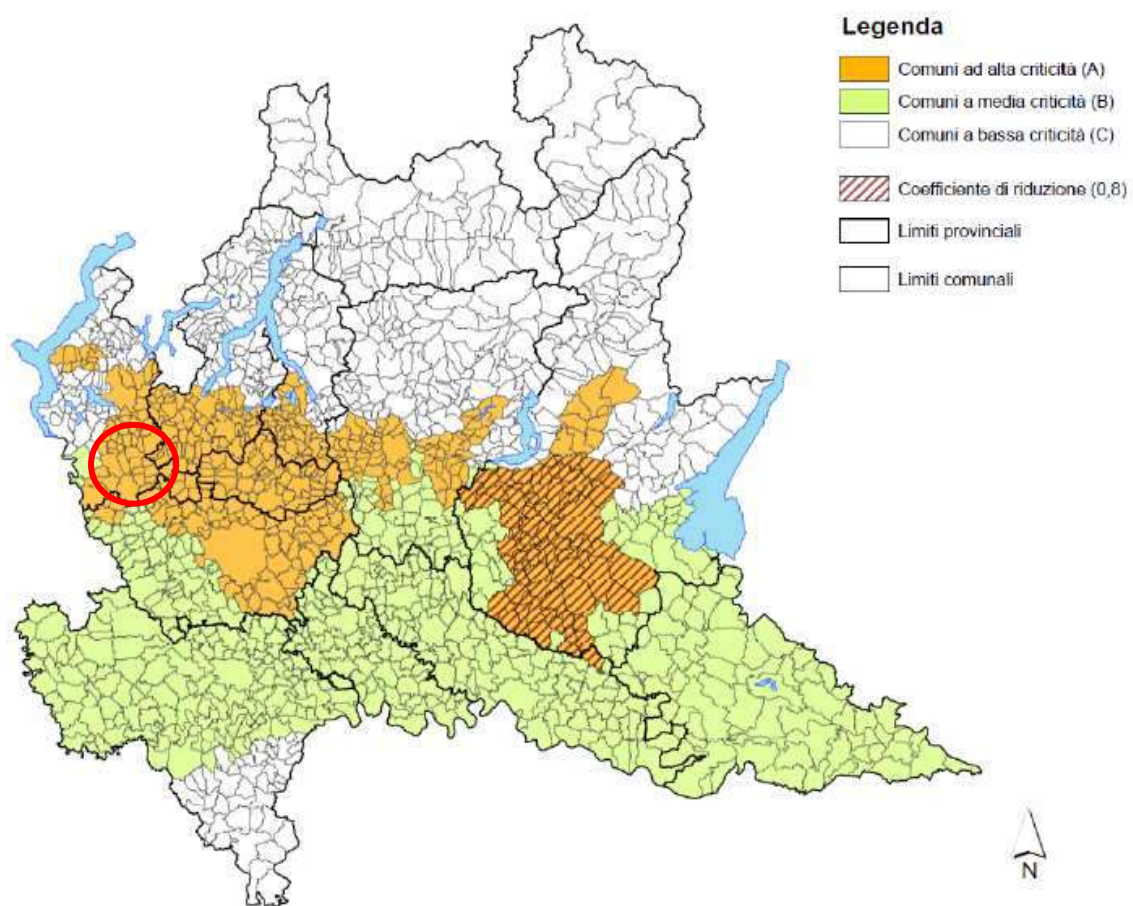 Legenda
Comuni ad alta criticità (A)
Comuni a media criticità (B)
Comuni a bassa criticità (C)
Coefficiente di riduzione (0,8)
Limiti provinciali
Limiti comunali
N